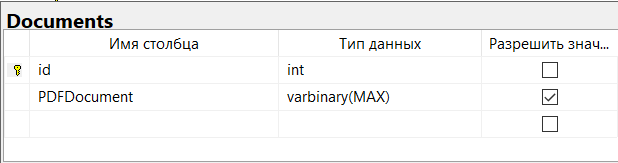 Documents
Имя столбца Тип данных Разрешить знач...
id int
PDFDocument varbinary(MAX)